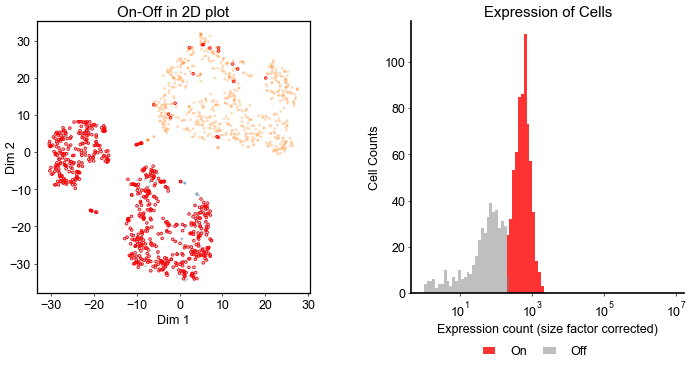 On-Off in 2D plot
Dim 2
30
20
10
0
−10
−20
−30
−30 −20 −10 0 10 20 30
Dim 1
Expression of Cells
Cell Counts
100
80
60
40
20
0
10^1 10^3 10^5 10^7
Expression count (size factor corrected)
On Off